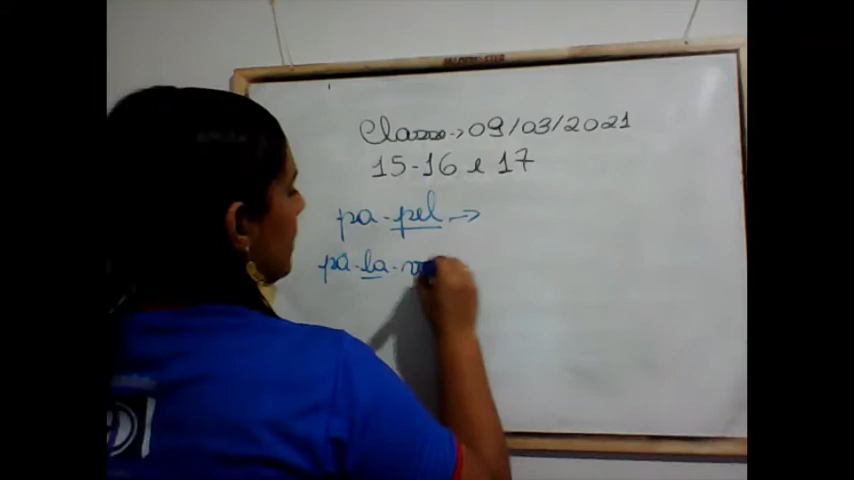 Classe -> 09/03/2021
15-16 e 17
pa-pel ->
pa-la-